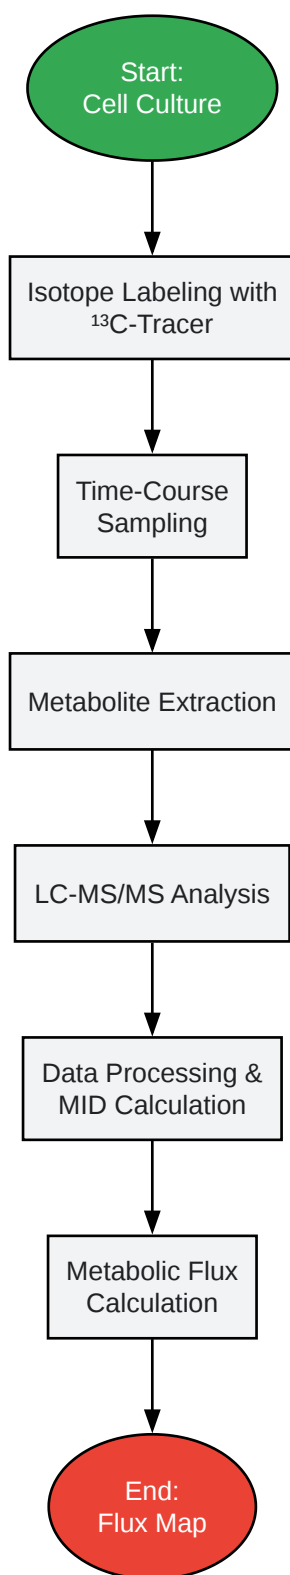 Start:
Cell Culture
Isotope Labeling with
¹³C-Tracer
Time-Course
Sampling
Metabolite Extraction
LC-MS/MS Analysis
Data Processing &
MID Calculation
Metabolic Flux
Calculation
End:
Flux Map